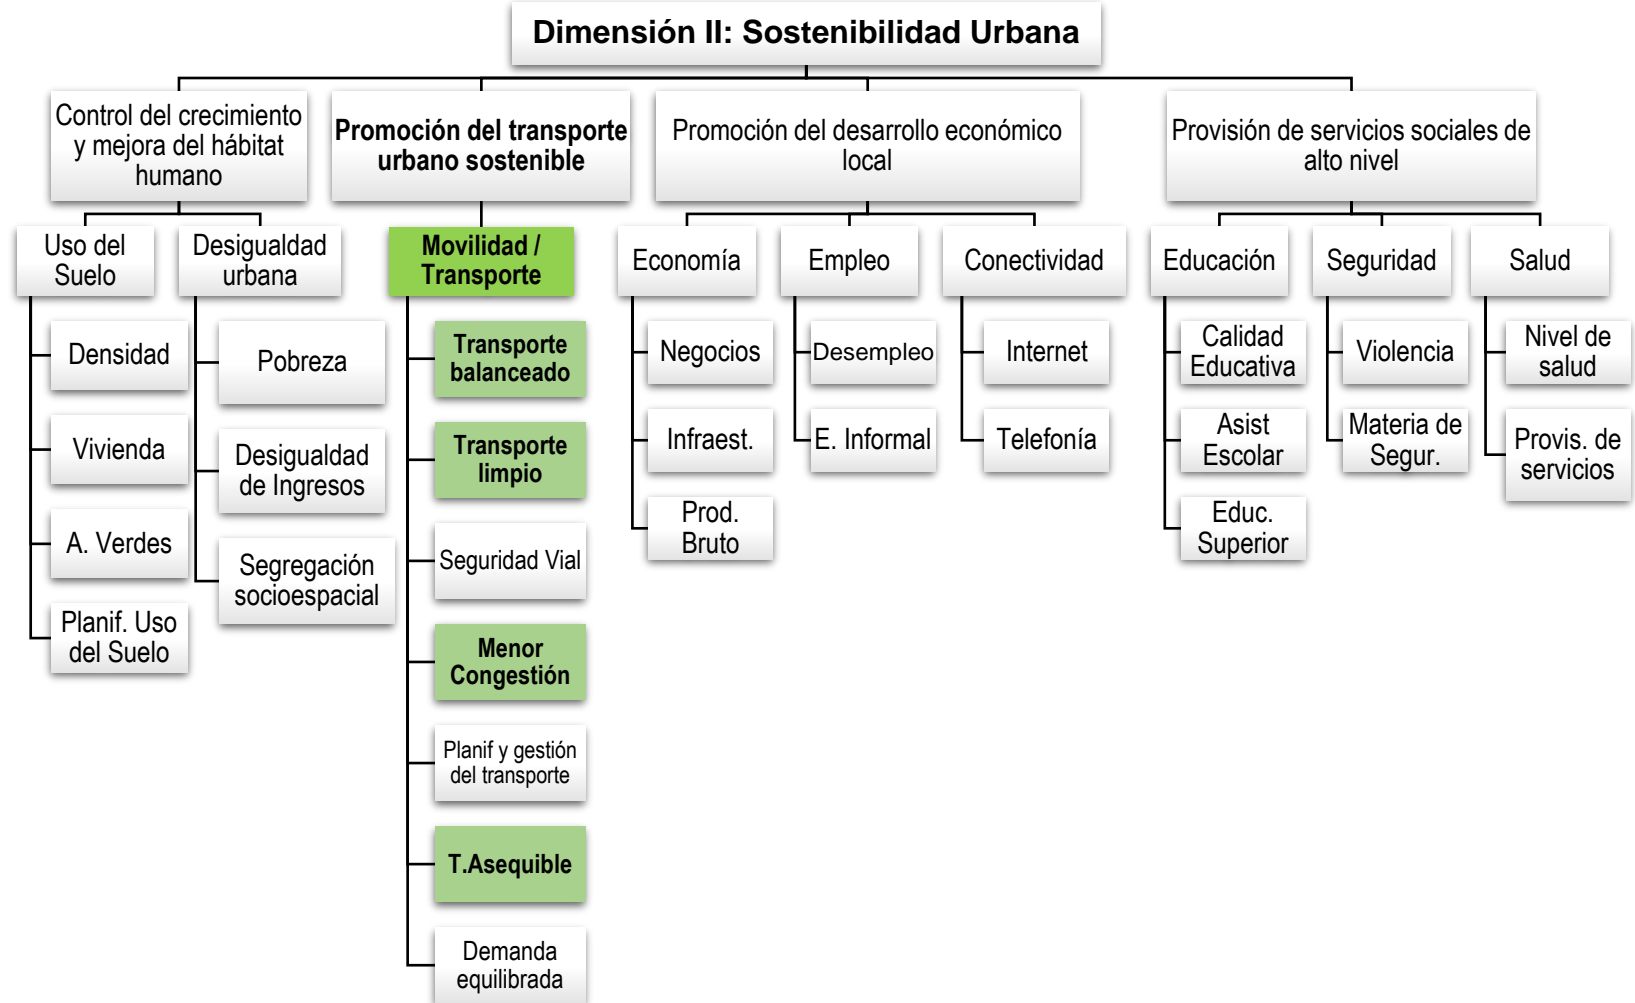 Dimensión II: Sostenibilidad Urbana
Control del crecimiento
y mejora del hábitat
humano
Promoción del transporte
urbano sostenible
Promoción del desarrollo económico
local
Provisión de servicios sociales de
alto nivel
Uso del
Suelo
Desigualdad
urbana
Movilidad /
Transporte
Economía
Empleo
Conectividad
Educación
Seguridad
Salud
Densidad
Vivienda
A. Verdes
Planif. Uso
del Suelo
Pobreza
Desigualdad
de Ingresos
Segregación
socioespacial
Transporte
balanceado
Transporte
limpio
Seguridad Vial
Menor
Congestión
Planif y gestión
del transporte
T.Asequible
Demanda
equilibrada
Negocios
Infraest.
Prod.
Bruto
Desempleo
E. Informal
Internet
Telefonía
Calidad
Educativa
Asist
Escolar
Educ.
Superior
Violencia
Materia de
Segur.
Nivel de
salud
Provis. de
servicios